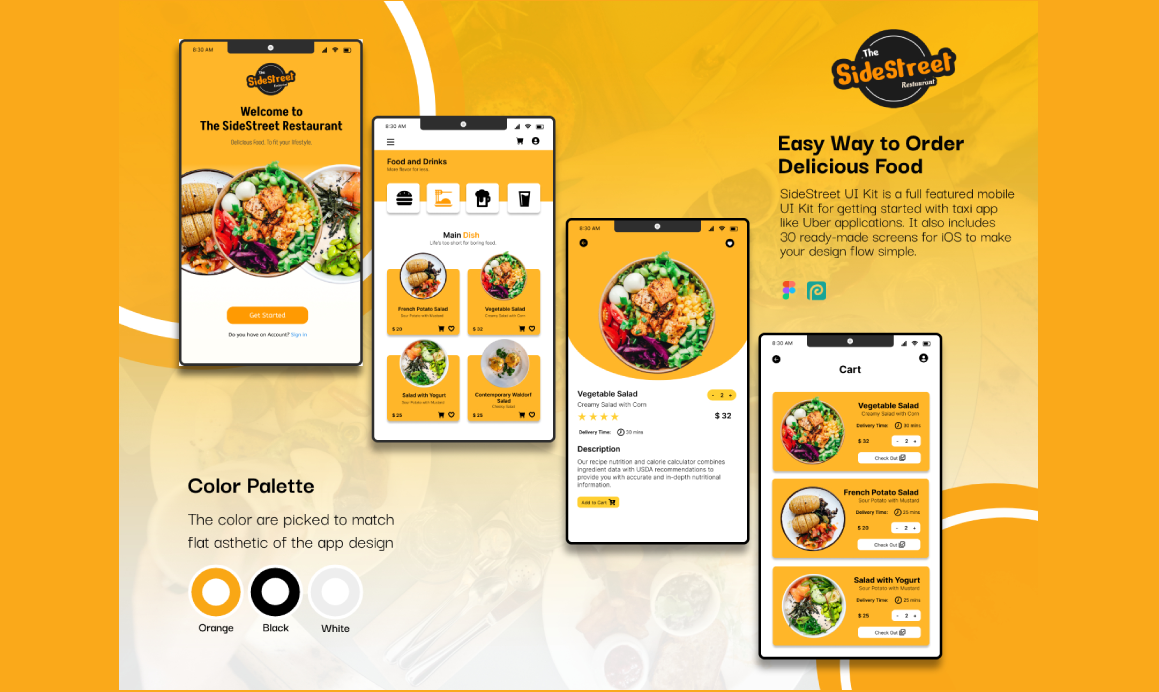 8:30 AM
The
SideStreet
Restaurant
Welcome to
The SideStreet Restaurant
Delicious Food. To fit your lifestyle.
Get Started
Do you have an Account? Sign In
8:30 AM
Food and Drinks
More flavor for less.
Main Dish
Life's too short for boring food.
French Potato Salad
Sour Potato with Mustard
$ 20
Vegetable Salad
Creamy Salad with Corn
$ 32
Salad with Yogurt
Sour Potato with Mustard
$ 25
Contemporary Waldorf
Salad
Cheesy Salad
$ 25
8:30 AM
Vegetable Salad
- 2 +
Creamy Salad with Corn
$ 32
Delivery Time: 30 mins
Description
Our recipe nutrition and calorie calculator combines
ingredient data with USDA recommendations to
provide you with accurate and in-depth nutritional
information.
Add to Cart
The
SideStreet
Restaurant
Easy Way to Order
Delicious Food
SideStreet UI Kit is a full featured mobile
UI Kit for getting started with taxi app
like Uber applications. It also includes
30 ready-made screens for iOS to make
your design flow simple.
8:30 AM
Cart
Vegetable Salad
Creamy Salad with Corn
Delivery Time: 30 mins
$ 32 - 2 +
Check Out
French Potato Salad
Sour Potato with Mustard
Delivery Time: 25 mins
$ 20 - 2 +
Check Out
Salad with Yogurt
Sour Potato with Mustard
Delivery Time: 25 mins
$ 25 - 2 +
Check Out
Color Palette
The color are picked to match
flat asthetic of the app design
Orange
Black
White